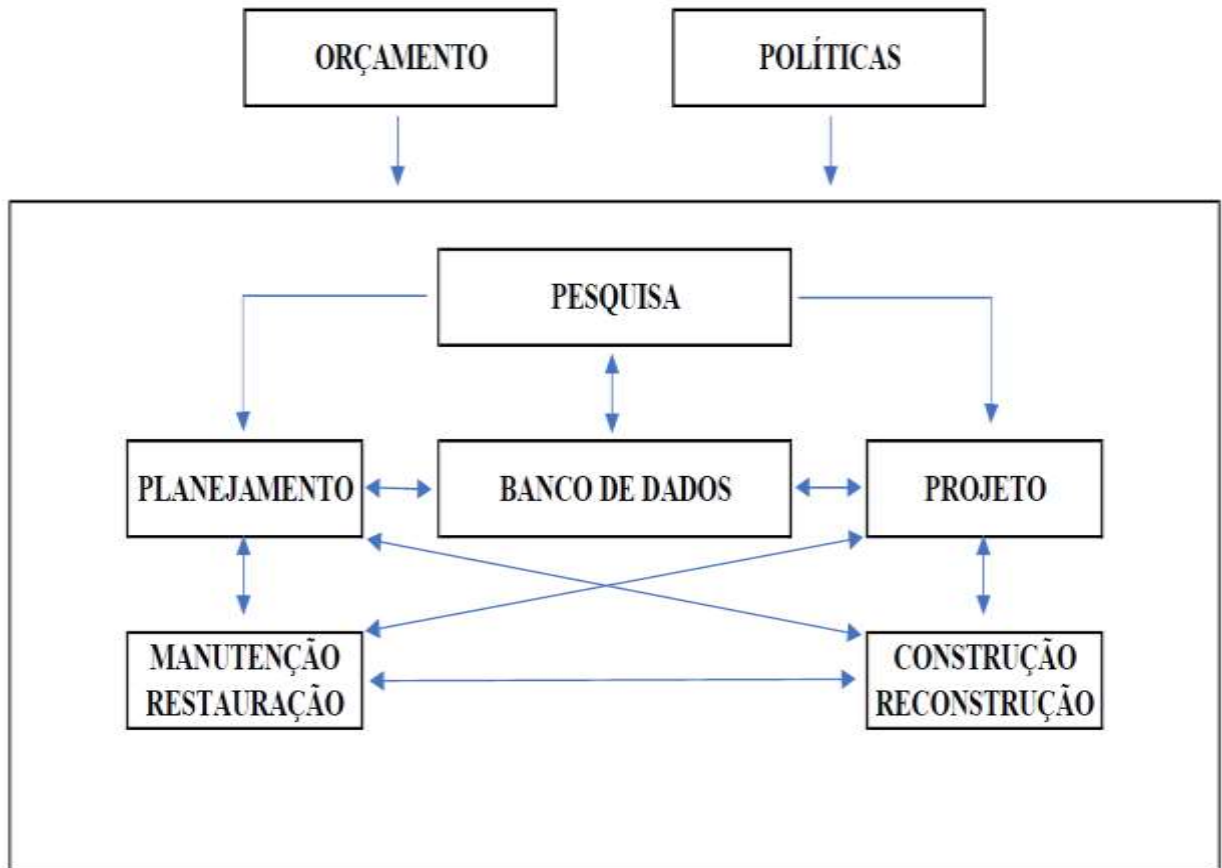 ORÇAMENTO
POLÍTICAS
PESQUISA
PLANEJAMENTO
BANCO DE DADOS
PROJETO
MANUTENÇÃO
RESTAURAÇÃO
CONSTRUÇÃO
RECONSTRUÇÃO